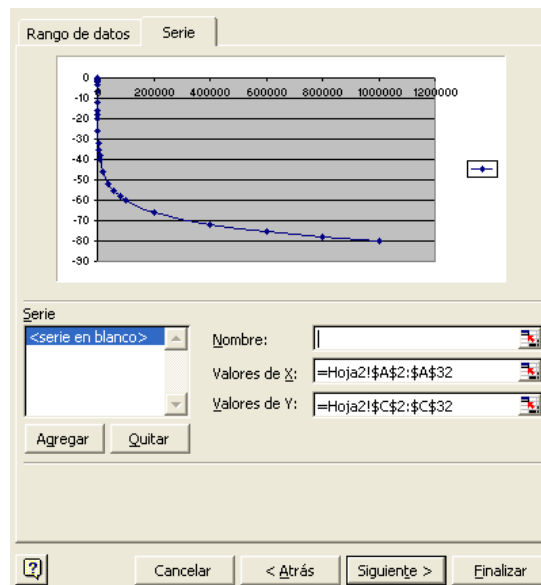 Rango de datos Serie
0
200000 400000 600000 800000 1000000 1200000
-10
-20
-30
-40
-50
-60
-70
-80
-90
Serie
<serie en blanco>
Nombre:
Valores de X: =Hoja2!$A$2:$A$32
Valores de Y: =Hoja2!$C$2:$C$32
Agregar Quitar
Cancelar < Atrás Siguiente > Finalizar